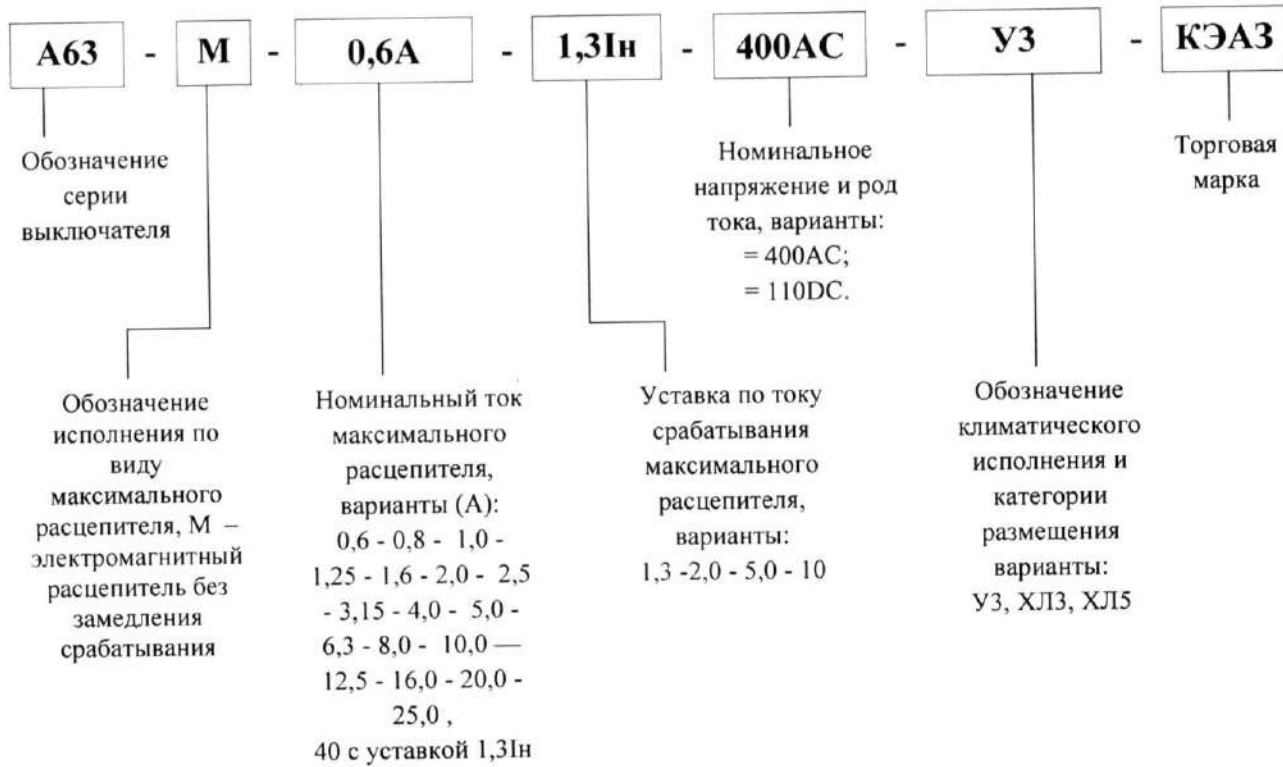 А63 - М - 0,6А - 1,3Iн - 400АС - У3 - КЭАЗ
Обозначение
серии
выключателя
Номинальное
напряжение и род
тока, варианты:
= 400АС;
= 110DC.
Торговая
марка
Обозначение
исполнения по
виду
максимального
расцепителя, М –
электромагнитный
расцепитель без
замедления
срабатывания
Номинальный ток
максимального
расцепителя,
варианты (А):
0,6 - 0,8 - 1,0 -
1,25 - 1,6 - 2,0 - 2,5
- 3,15 - 4,0 - 5,0 -
6,3 - 8,0 - 10,0 —
12,5 - 16,0 - 20,0 -
25,0 ,
40 с уставкой 1,3Iн
Уставка по току
срабатывания
максимального
расцепителя,
варианты:
1,3 -2,0 - 5,0 - 10
Обозначение
климатического
исполнения и
категории
размещения
варианты:
У3, ХЛ3, ХЛ5